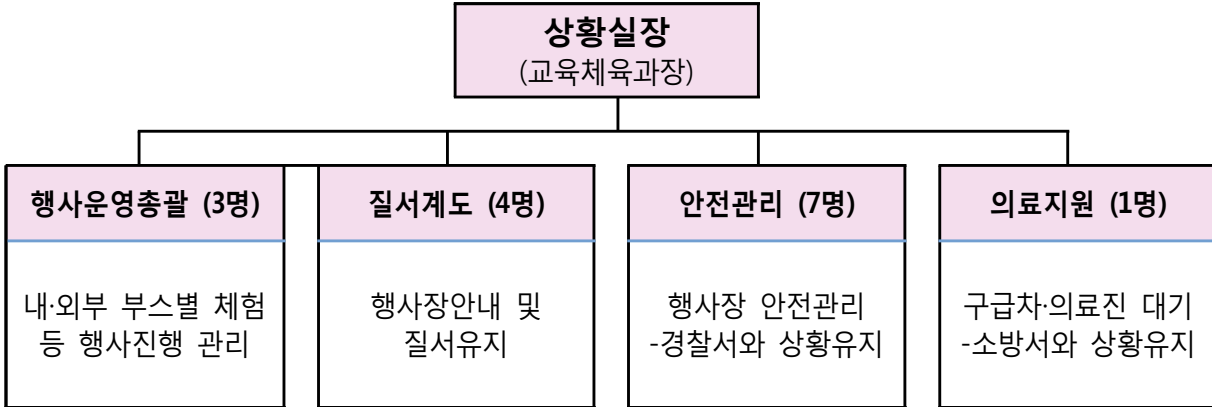 상황실장
(교육체육과장)
행사운영총괄 (3명)
내·외부 부스별 체험
등 행사진행 관리
질서계도 (4명)
행사장안내 및
질서유지
안전관리 (7명)
행사장 안전관리
-경찰서와 상황유지
의료지원 (1명)
구급차·의료진 대기
-소방서와 상황유지